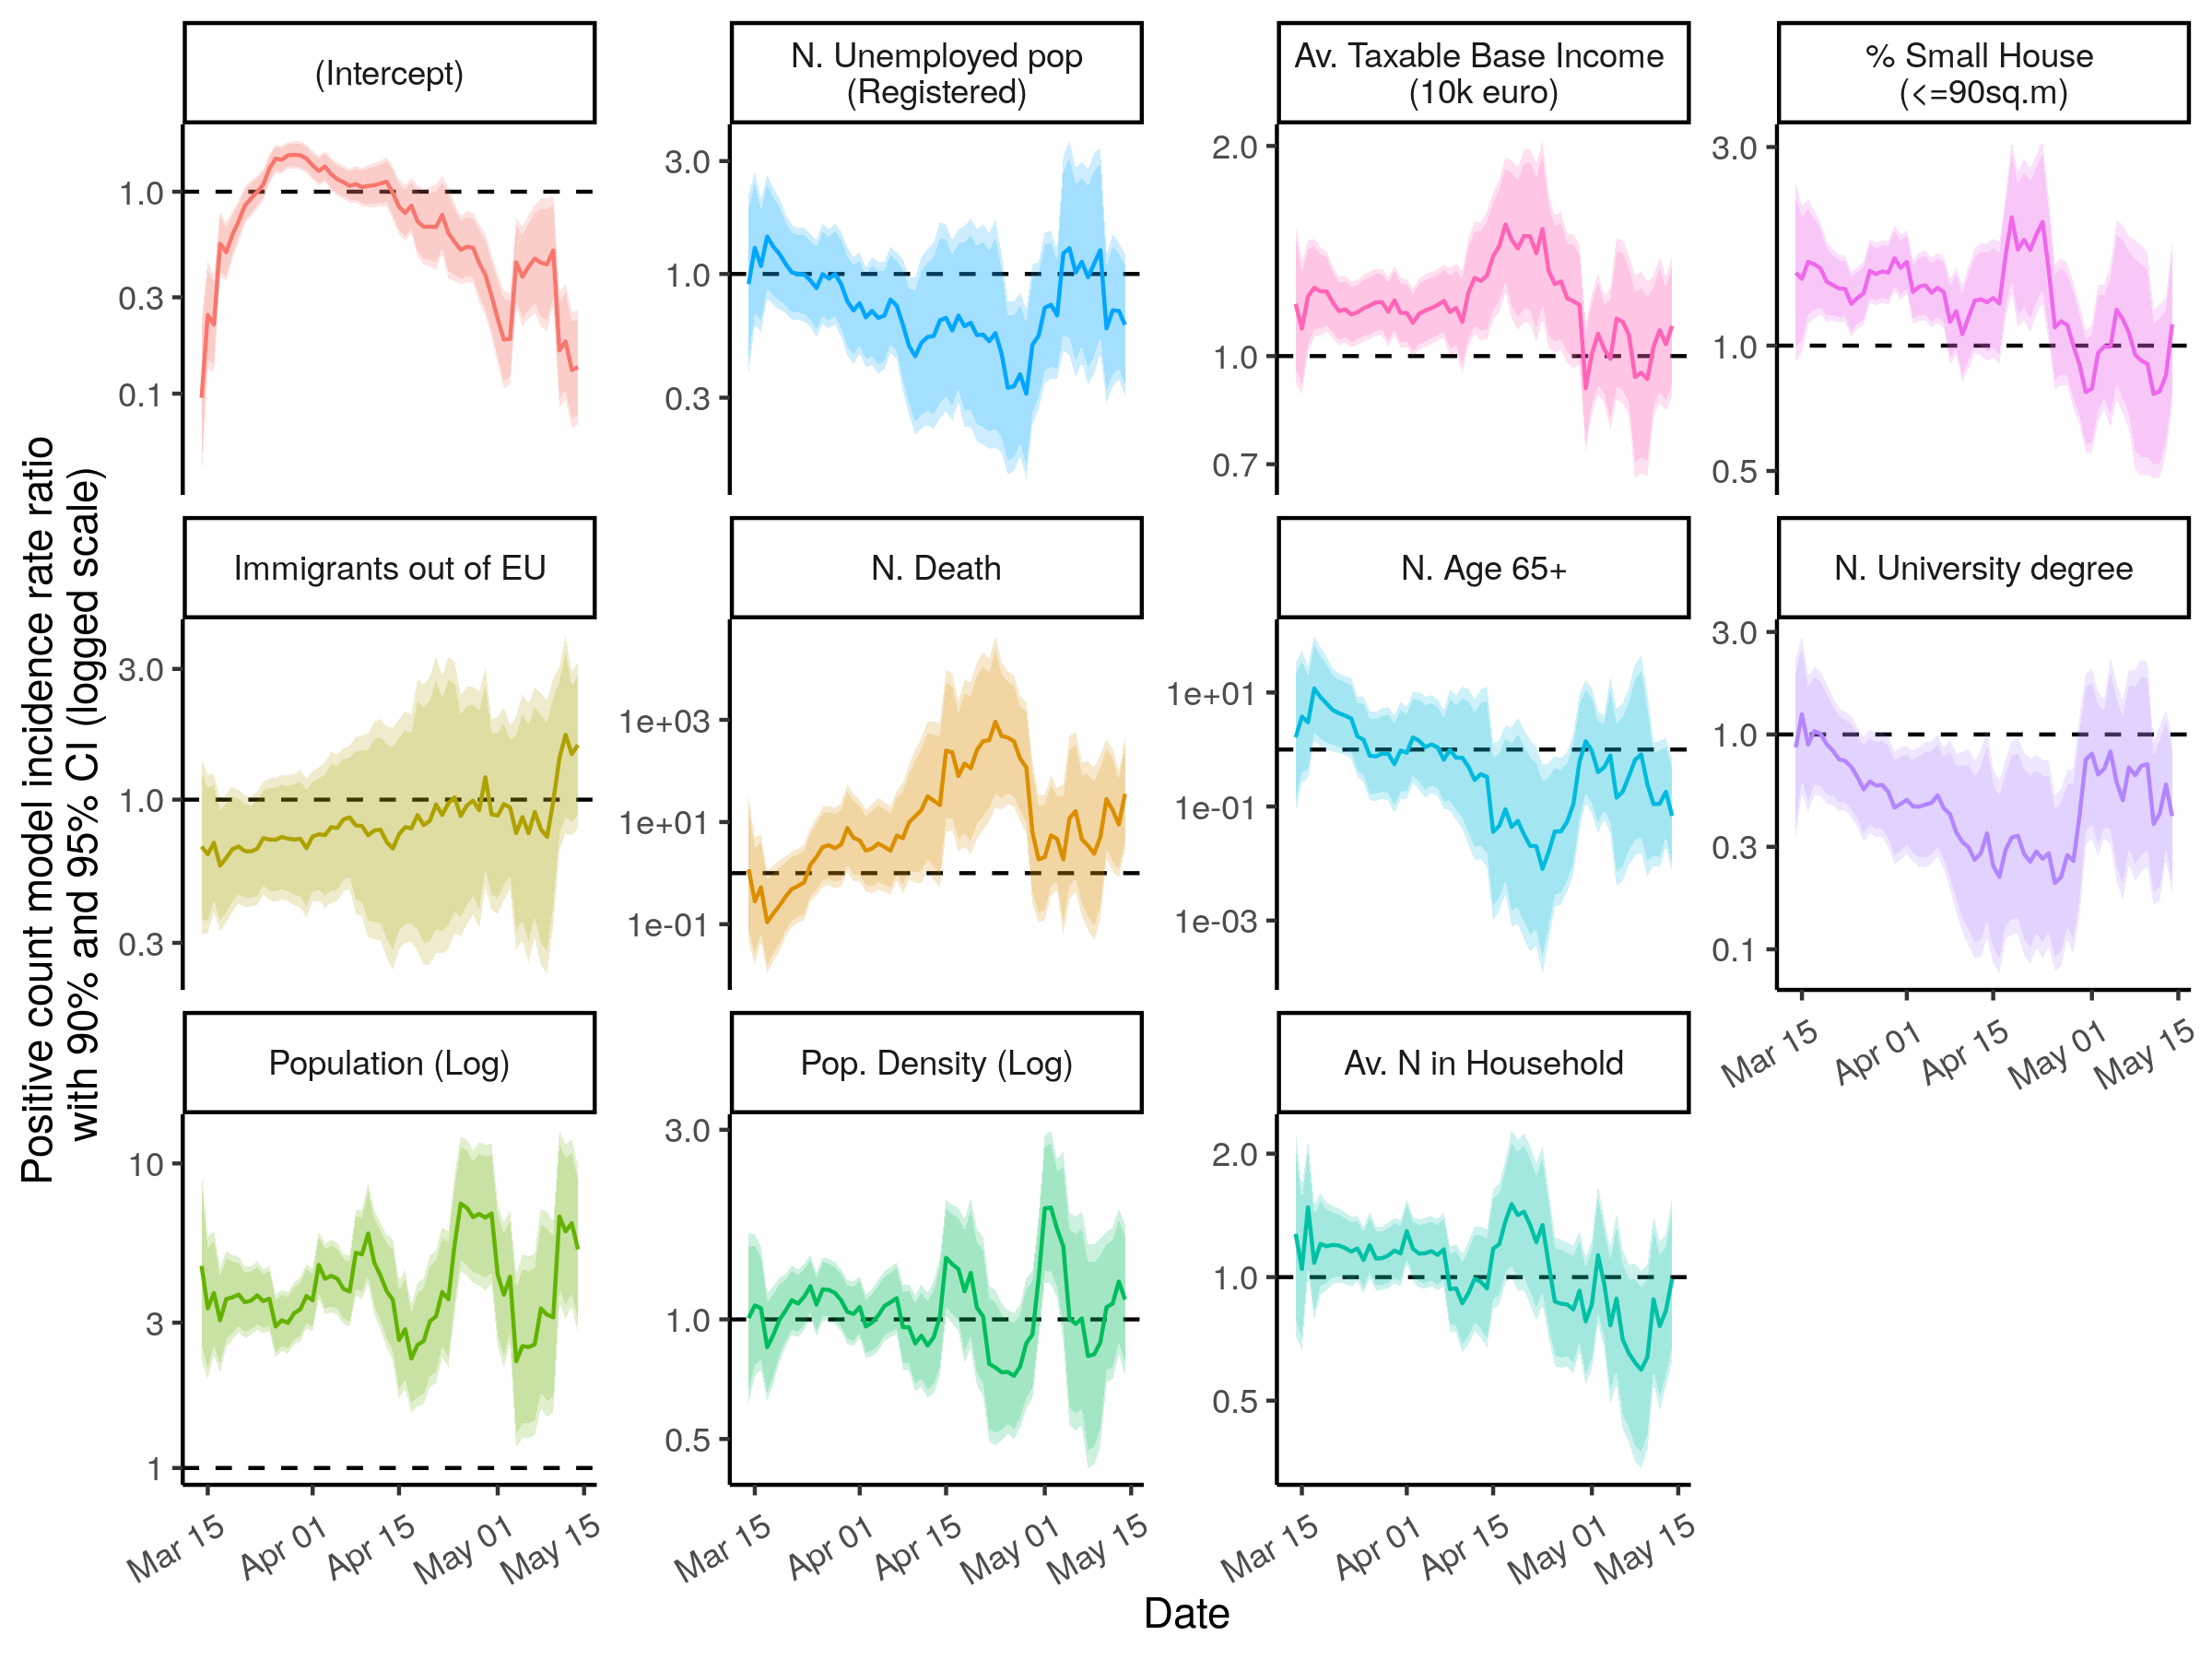 Positive count model incidence rate ratio
with 90% and 95% CI (logged scale)
(Intercept)
1.0
0.3
0.1
N. Unemployed pop
(Registered)
3.0
1.0
0.3
Av. Taxable Base Income
(10k euro)
2.0
1.0
0.7
% Small House
(<=90sq.m)
3.0
1.0
0.5
Immigrants out of EU
3.0
1.0
0.3
N. Death
1e+03
1e+01
1e-01
N. Age 65+
1e+01
1e-01
1e-03
N. University degree
3.0
1.0
0.3
0.1
Mar 15 Apr 01 Apr 15 May 01 May 15
Population (Log)
10
3
1
Mar 15 Apr 01 Apr 15 May 01 May 15
Pop. Density (Log)
3.0
1.0
0.5
Mar 15 Apr 01 Apr 15 May 01 May 15
Av. N in Household
2.0
1.0
0.5
Mar 15 Apr 01 Apr 15 May 01 May 15
Date